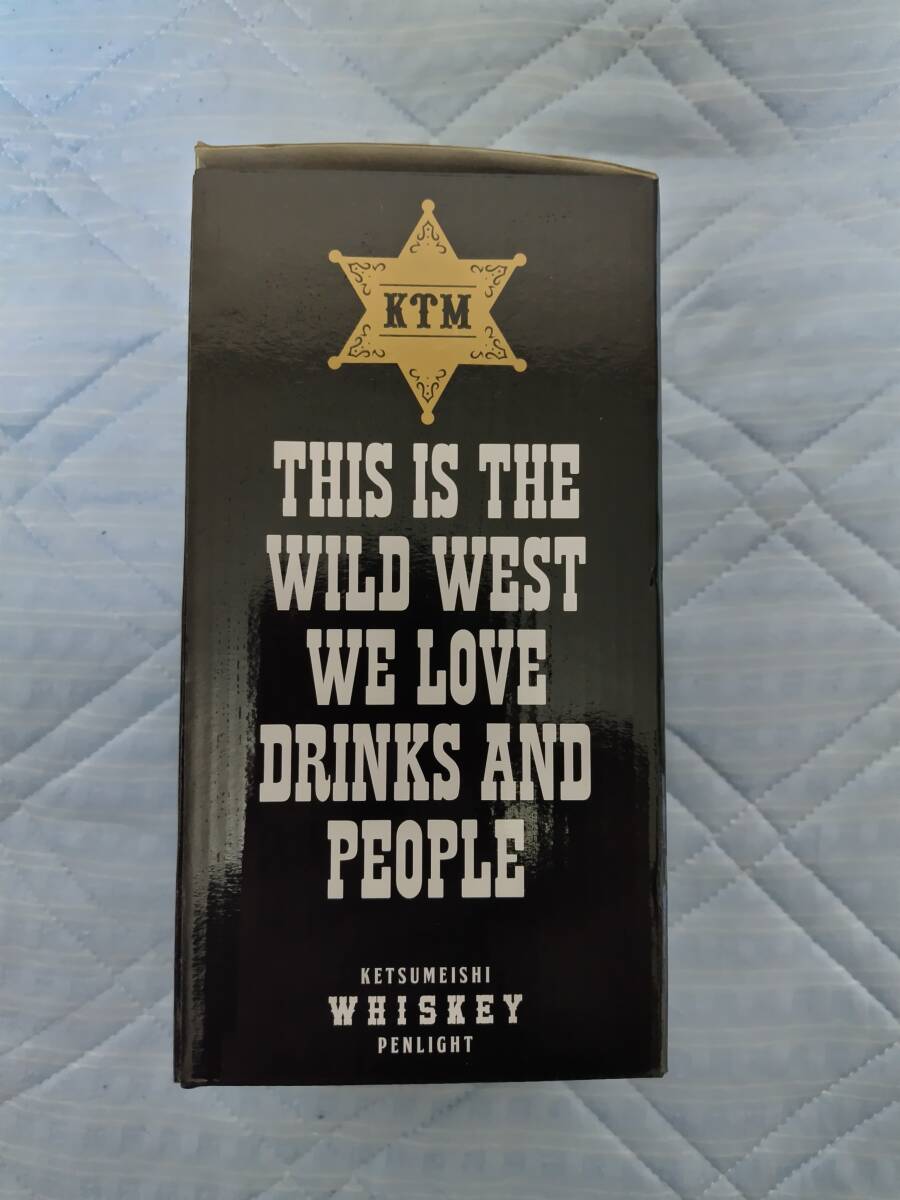 KTM
THIS IS THE
WILD WEST
WE LOVE
DRINKS AND
PEOPLE
KETSUMEISHI
WHISKEY
PENLIGHT